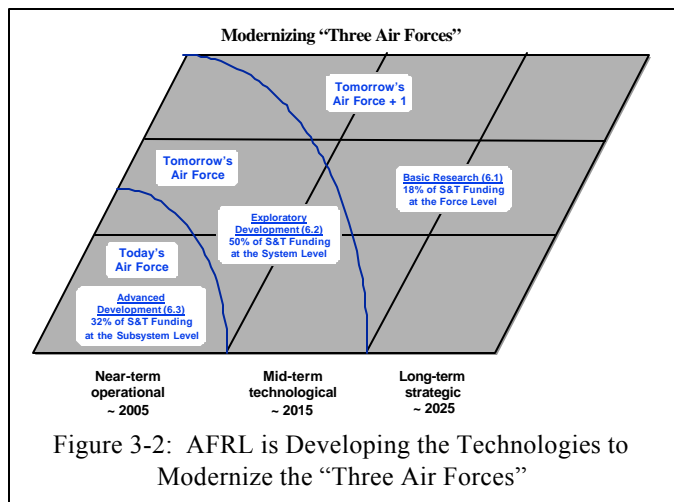 Modernizing “Three Air Forces”
Tomorrow’s
Air Force + 1
Tomorrow’s
Air Force
Basic Research (6.1)
18% of S&T Funding
at the Force Level
Exploratory
Development (6.2)
50% of S&T Funding
at the System Level
Today’s
Air Force
Advanced
Development (6.3)
32% of S&T Funding
at the Subsystem Level
Near-term
operational
~ 2005
Mid-term
technological
~ 2015
Long-term
strategic
~ 2025
Figure 3-2:  AFRL is Developing the Technologies to
Modernize the “Three Air Forces”